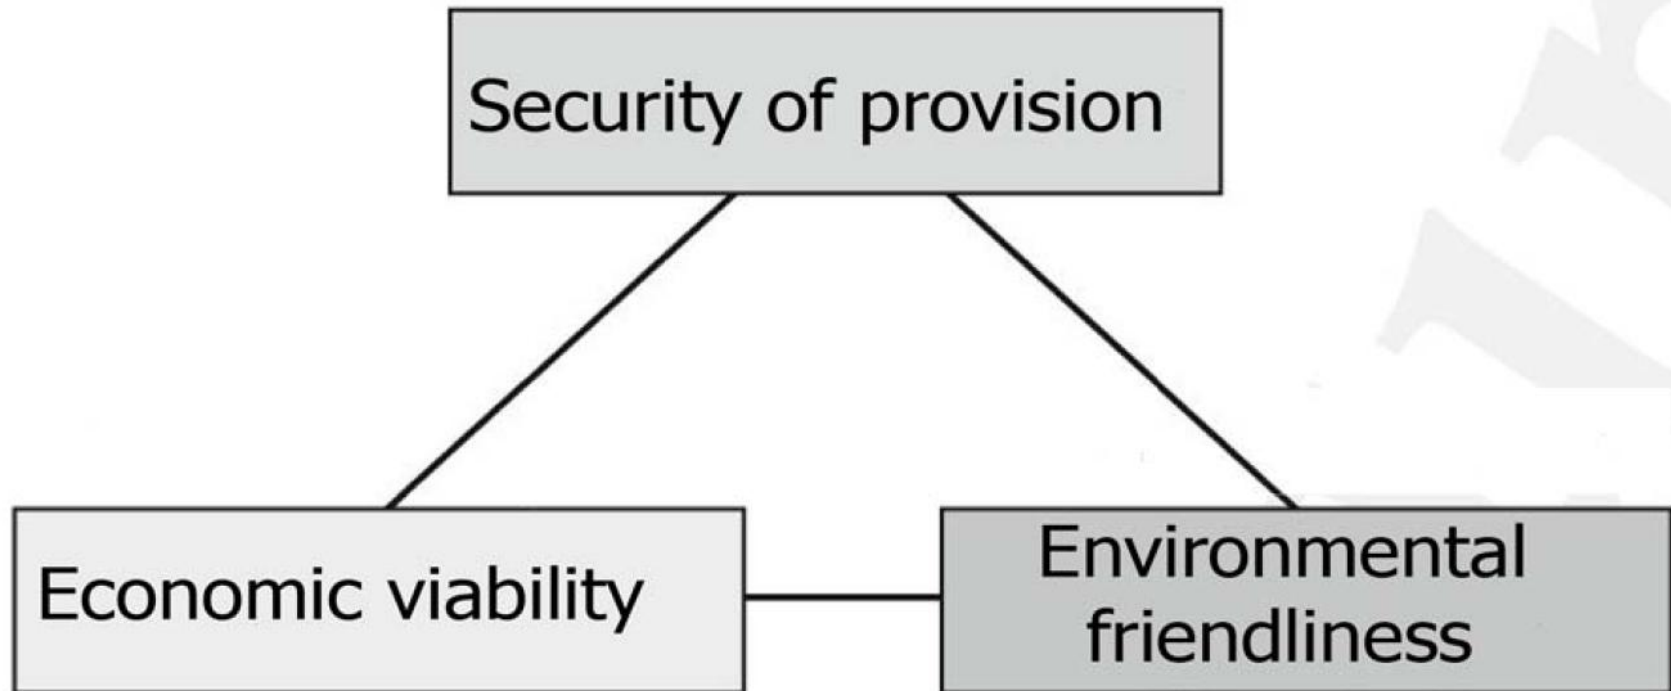 Security of provision
Economic viability
Environmental
friendliness